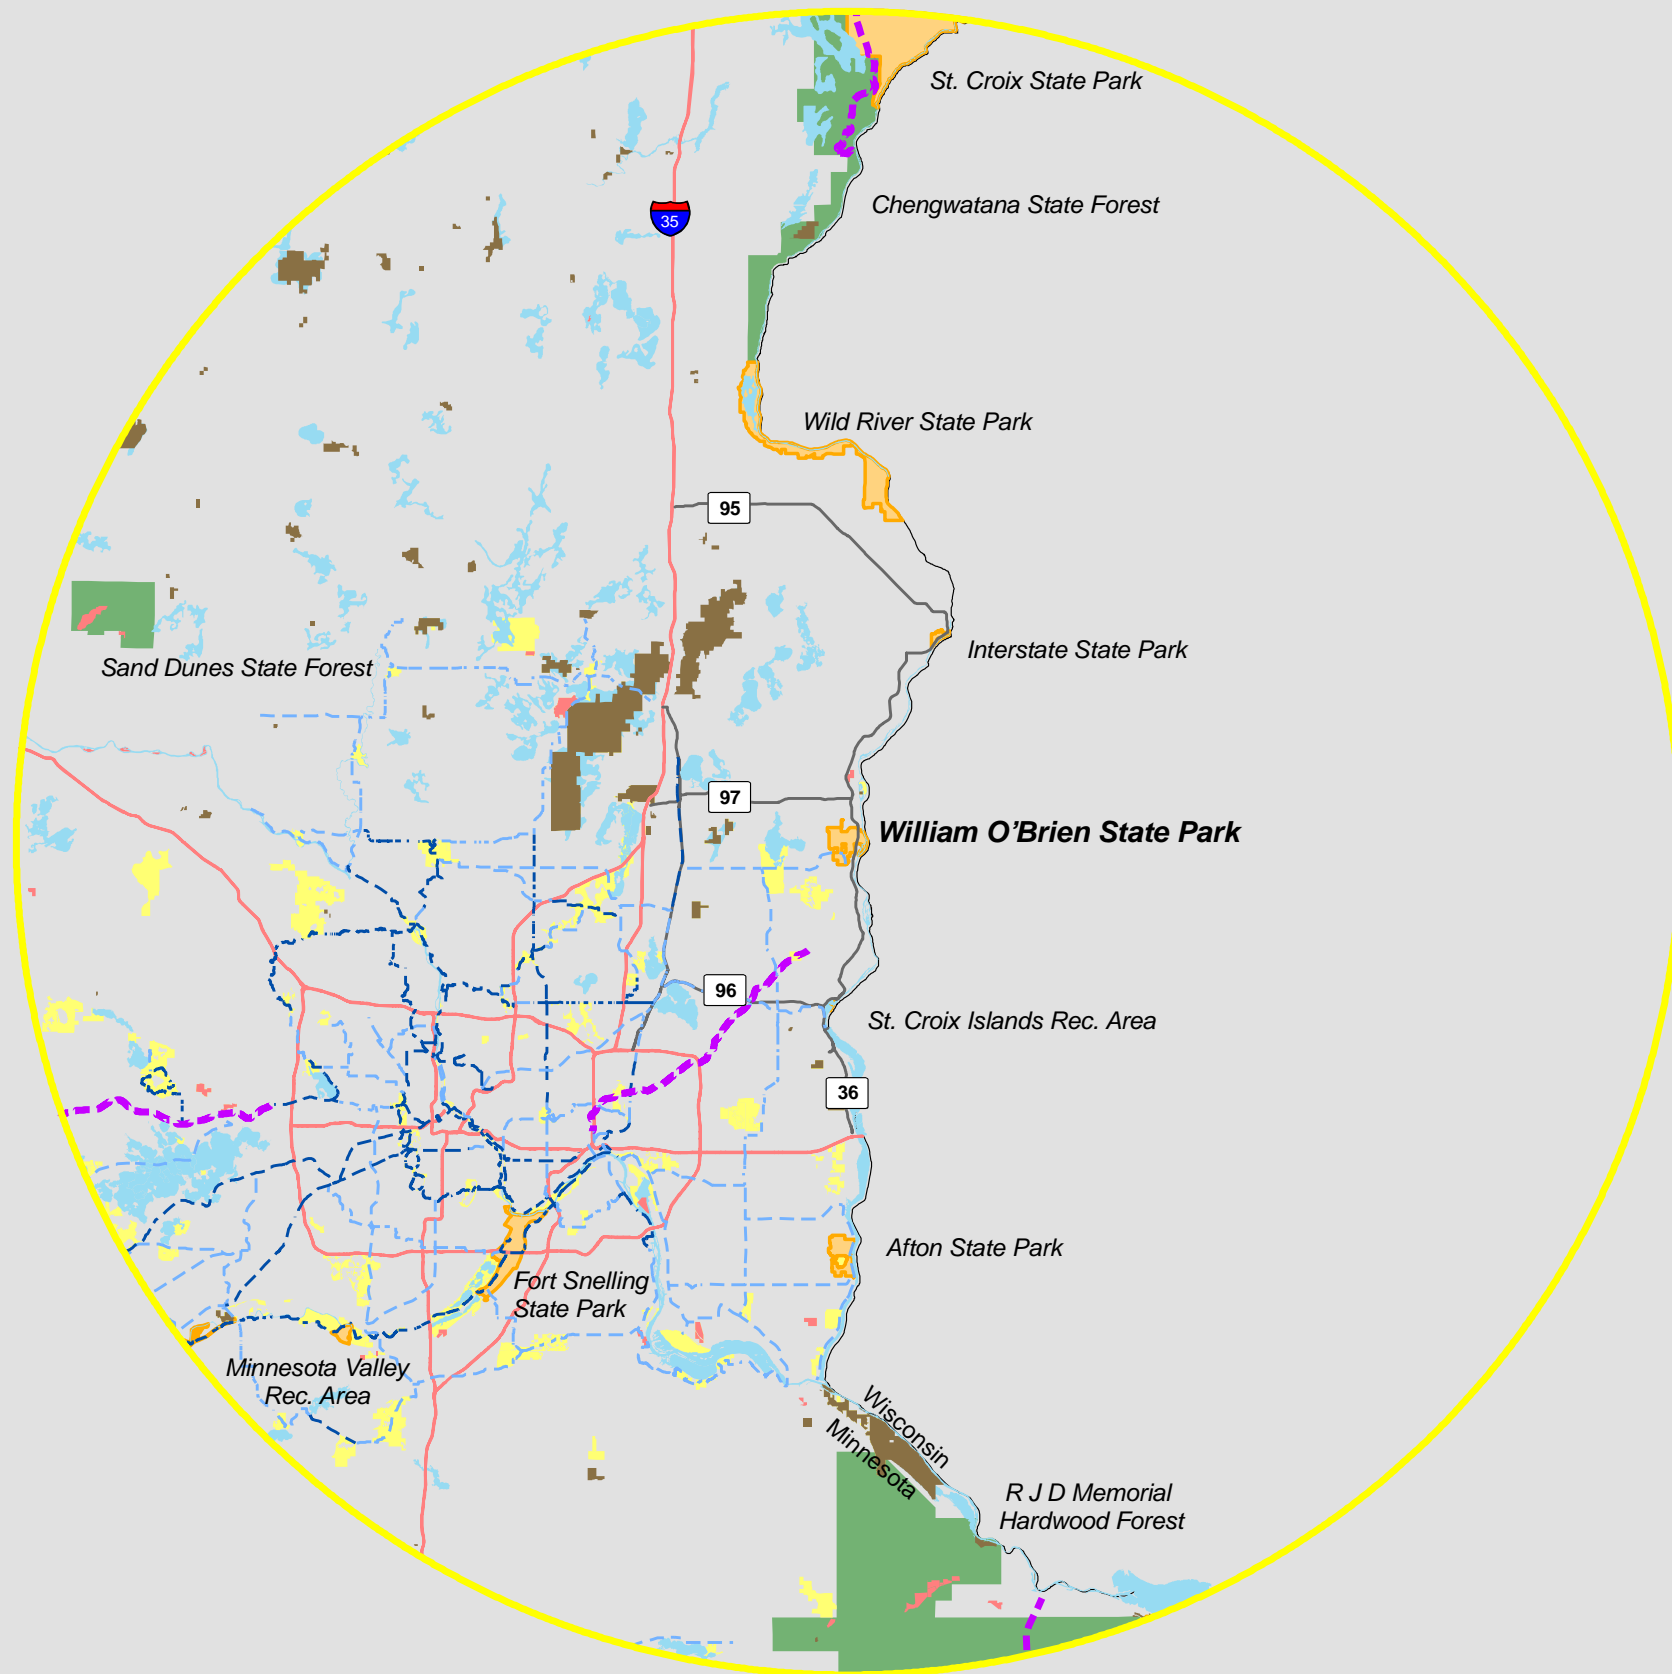 St. Croix State Park
Chengwatana State Forest
35
Wild River State Park
95
Interstate State Park
Sand Dunes State Forest
97
William O’Brien State Park
96
St. Croix Islands Rec. Area
36
Afton State Park
Fort Snelling
State Park
Minnesota Valley
Rec. Area
Wisconsin
Minnesota
R J D Memorial
Hardwood Forest